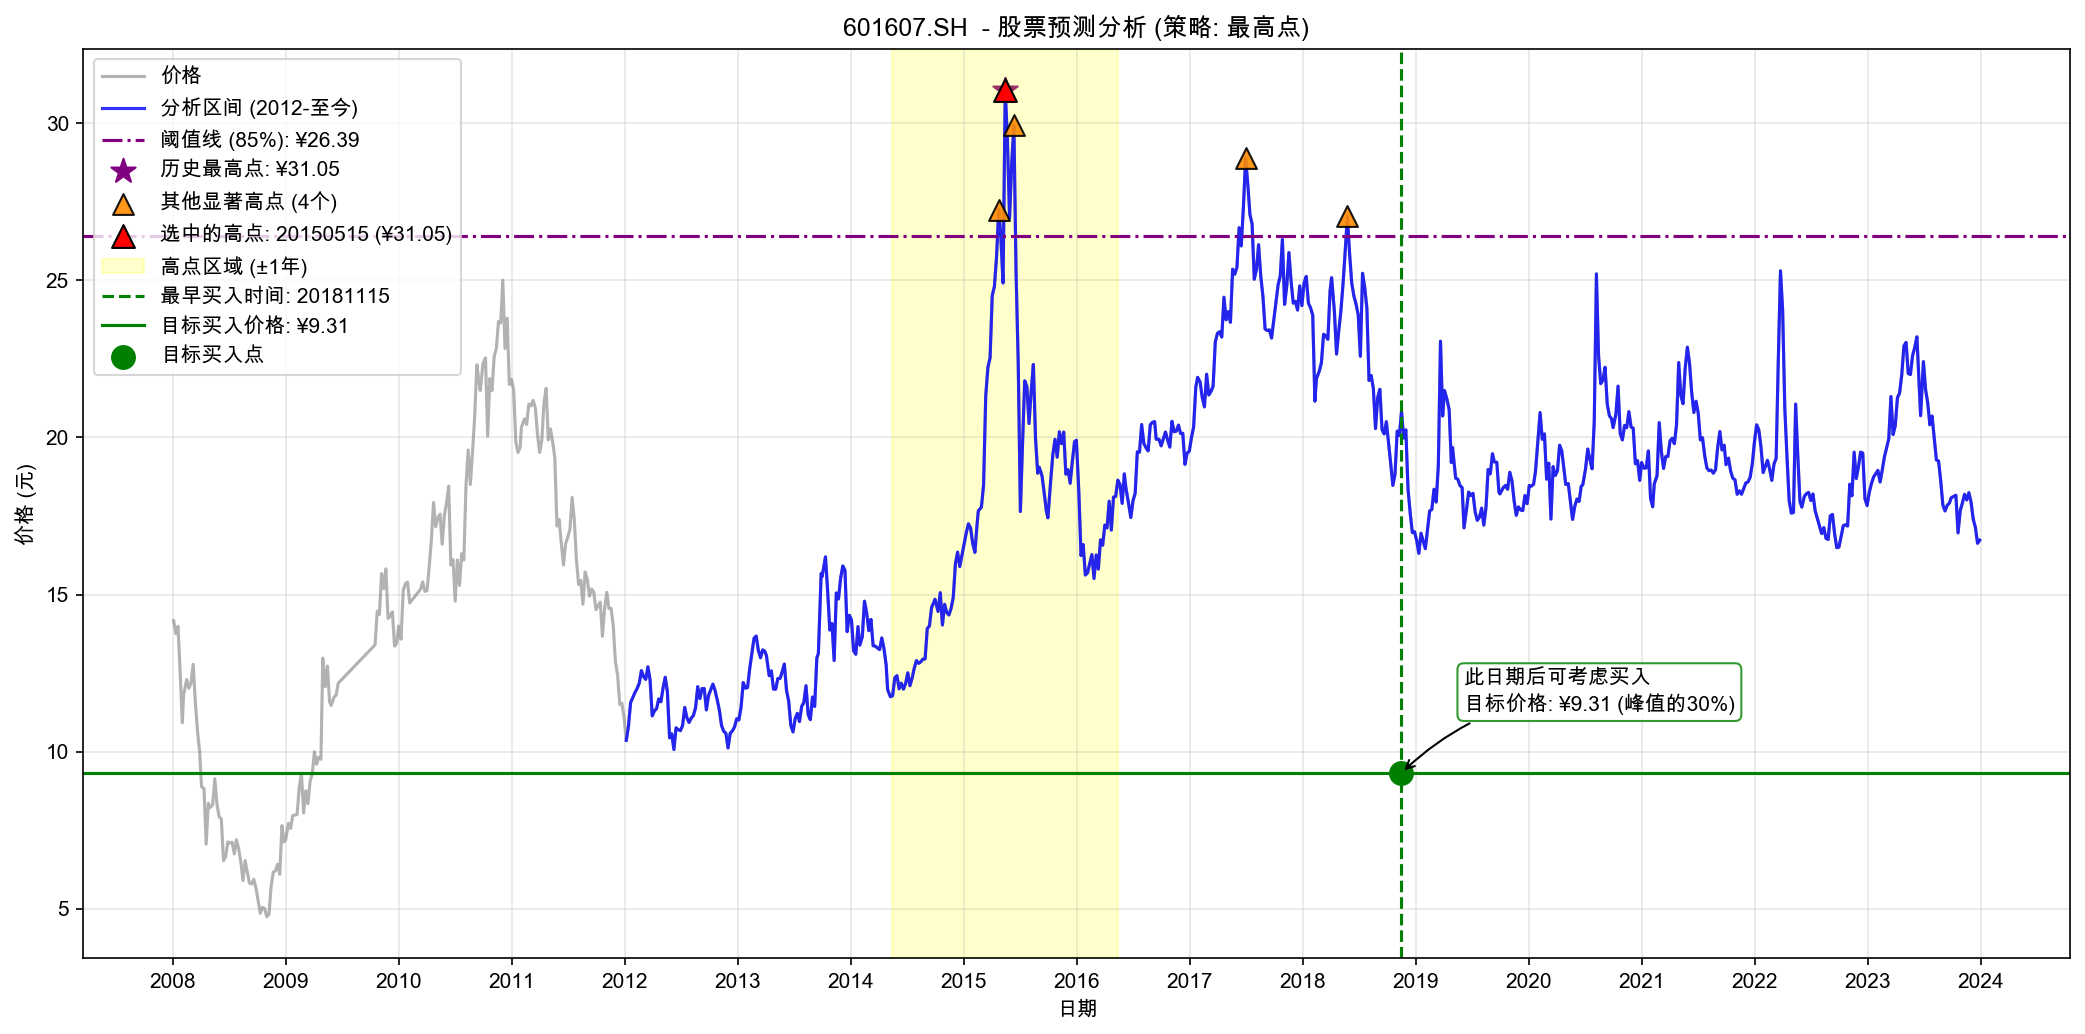 601607.SH - 股票预测分析 (策略: 最高点)
价格
分析区间 (2012-至今)
阈值线 (85%): ¥26.39
历史最高点: ¥31.05
其他显著高点 (4个)
选中的高点: 20150515 (¥31.05)
高点区域 (±1年)
最早买入时间: 20181115
目标买入价格: ¥9.31
目标买入点
价格 (元)
30
25
20
15
10
5
此日期后可考虑买入
目标价格: ¥9.31 (峰值的30%)
2008 2009 2010 2011 2012 2013 2014 2015 2016 2017 2018 2019 2020 2021 2022 2023 2024
日期